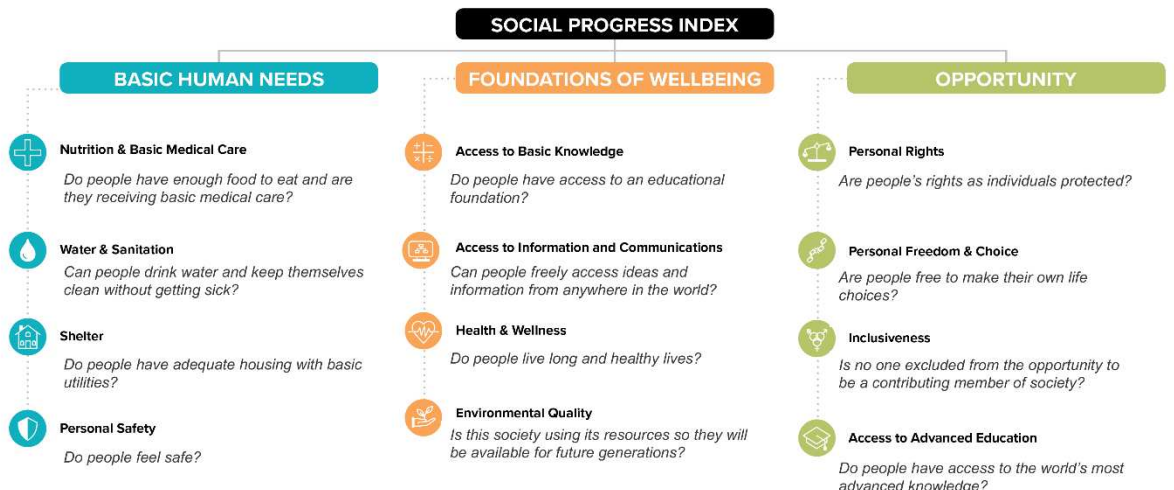 SOCIAL PROGRESS INDEX
BASIC HUMAN NEEDS
Nutrition & Basic Medical Care
Do people have enough food to eat and are
they receiving basic medical care?
Water & Sanitation
Can people drink water and keep themselves
clean without getting sick?
Shelter
Do people have adequate housing with basic
utilities?
Personal Safety
Do people feel safe?
FOUNDATIONS OF WELLBEING
Access to Basic Knowledge
Do people have access to an educational
foundation?
Access to Information and Communications
Can people freely access ideas and
information from anywhere in the world?
Health & Wellness
Do people live long and healthy lives?
Environmental Quality
Is this society using its resources so they will
be available for future generations?
OPPORTUNITY
Personal Rights
Are people's rights as individuals protected?
Personal Freedom & Choice
Are people free to make their own life
choices?
Inclusiveness
Is no one excluded from the opportunity to
be a contributing member of society?
Access to Advanced Education
Do people have access to the world's most
advanced knowledge?